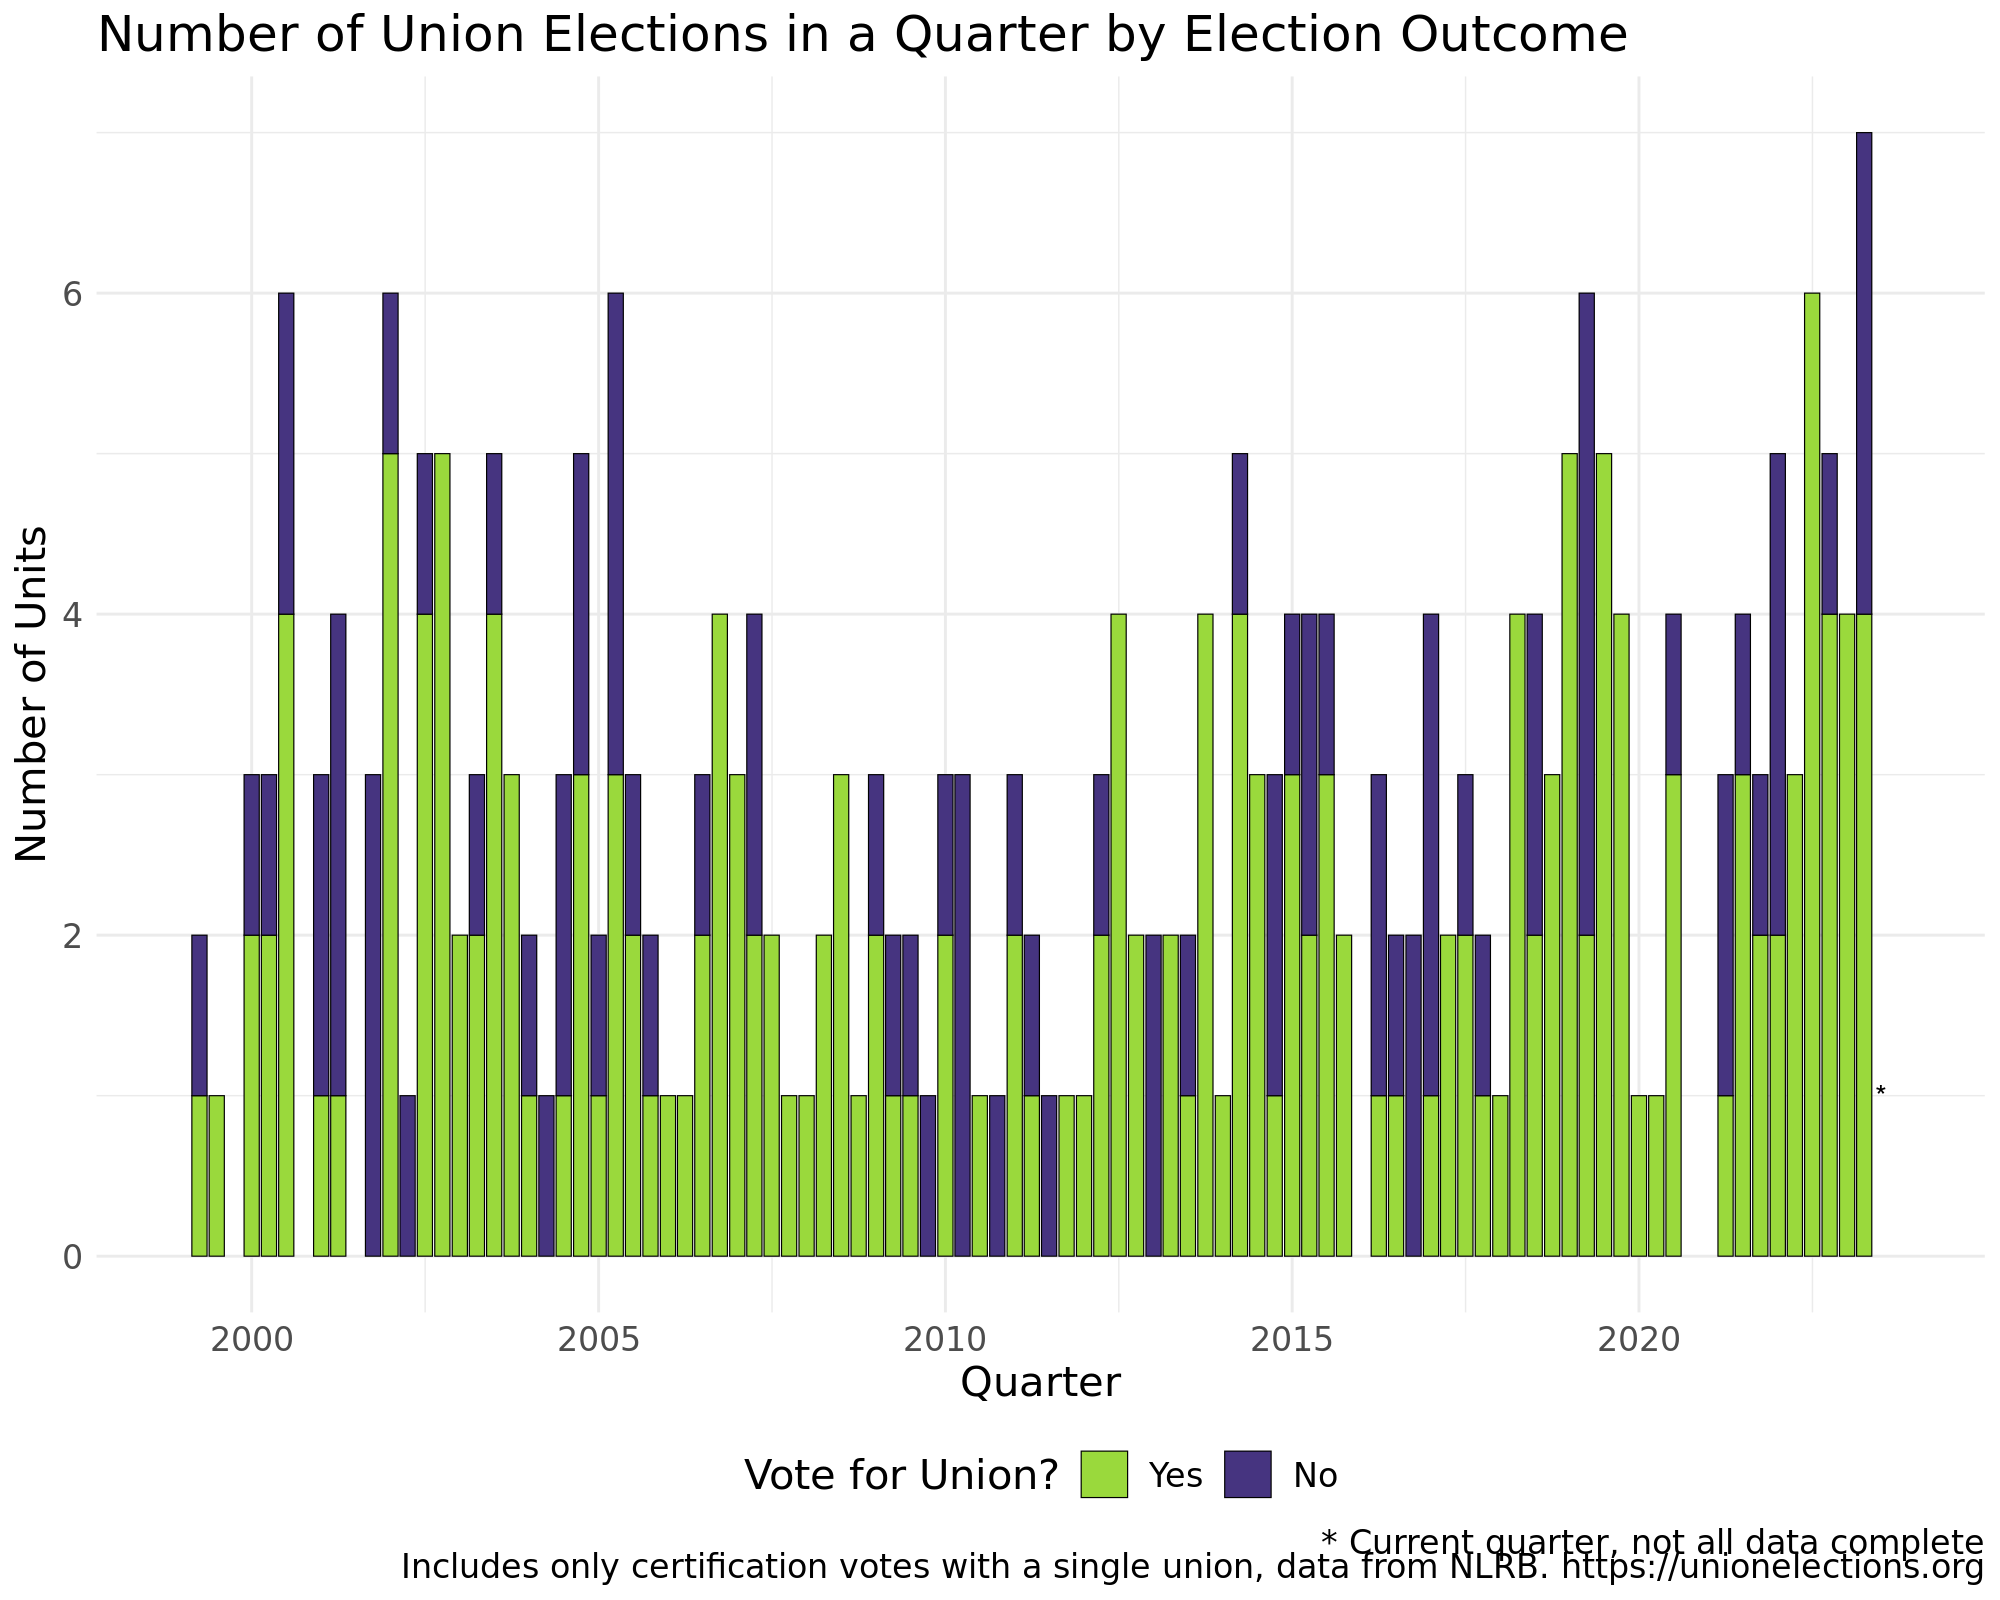 Number of Union Elections in a Quarter by Election Outcome
Number of Units
6
4
2
0
*
2000 2005 2010 2015 2020
Quarter
Vote for Union? Yes No
* Current quarter, not all data complete
Includes only certification votes with a single union, data from NLRB. https://unionelections.org